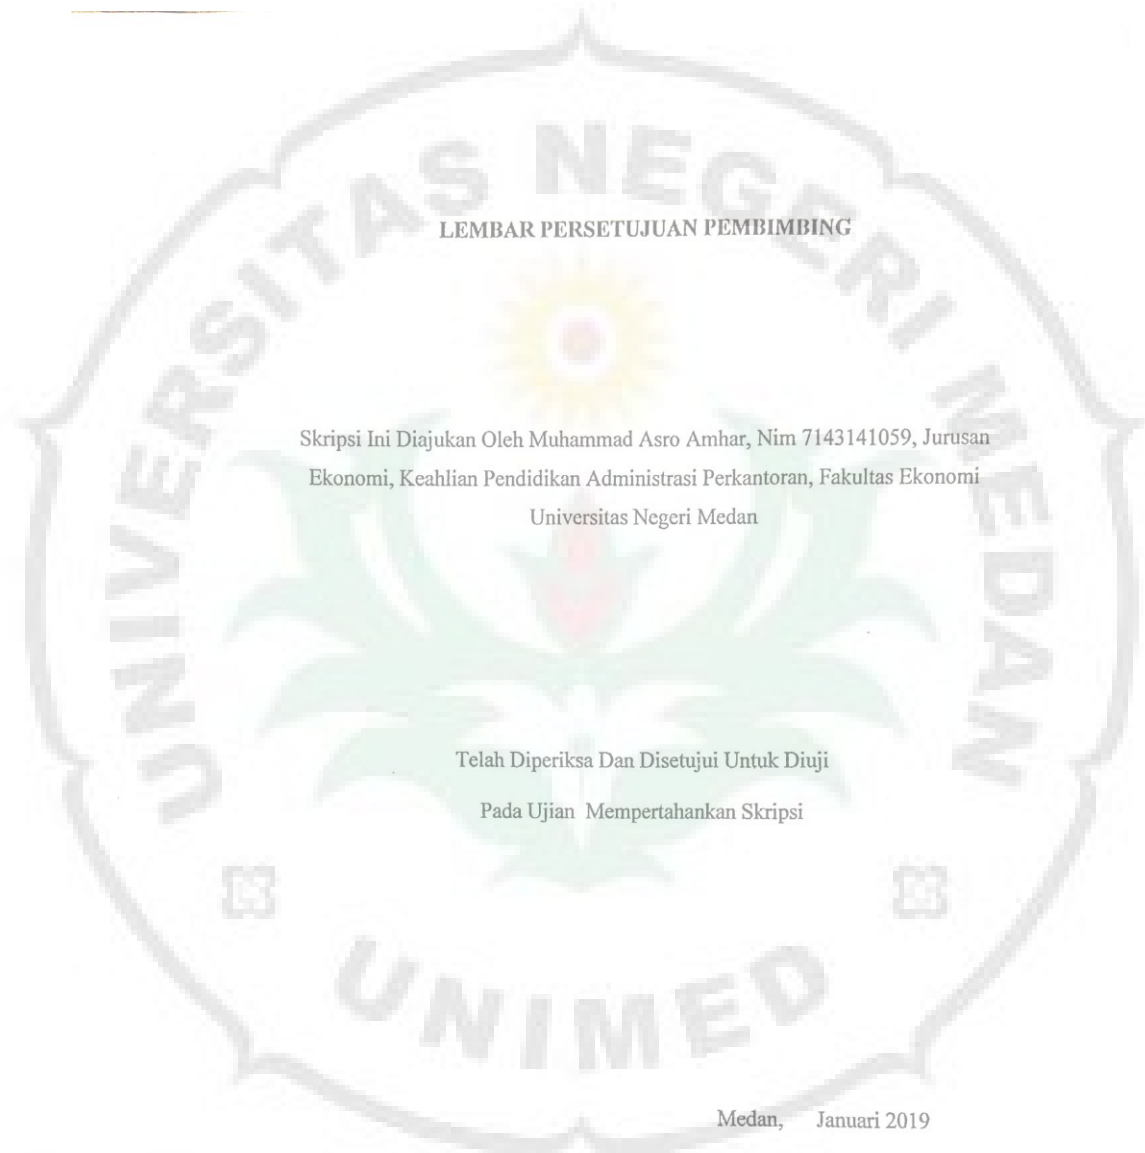 UNIVERSITAS NEGERI MEDAN
LEMBAR PERSETUJUAN PEMBIMBING
Skripsi Ini Diajukan Oleh Muhammad Asro Amhar, Nim 7143141059, Jurusan
Ekonomi, Keahlian Pendidikan Administrasi Perkantoran, Fakultas Ekonomi
Universitas Negeri Medan
Telah Diperiksa Dan Disetujui Untuk Diuji
Pada Ujian Mempertahankan Skripsi
UNIMED
Medan, Januari 2019